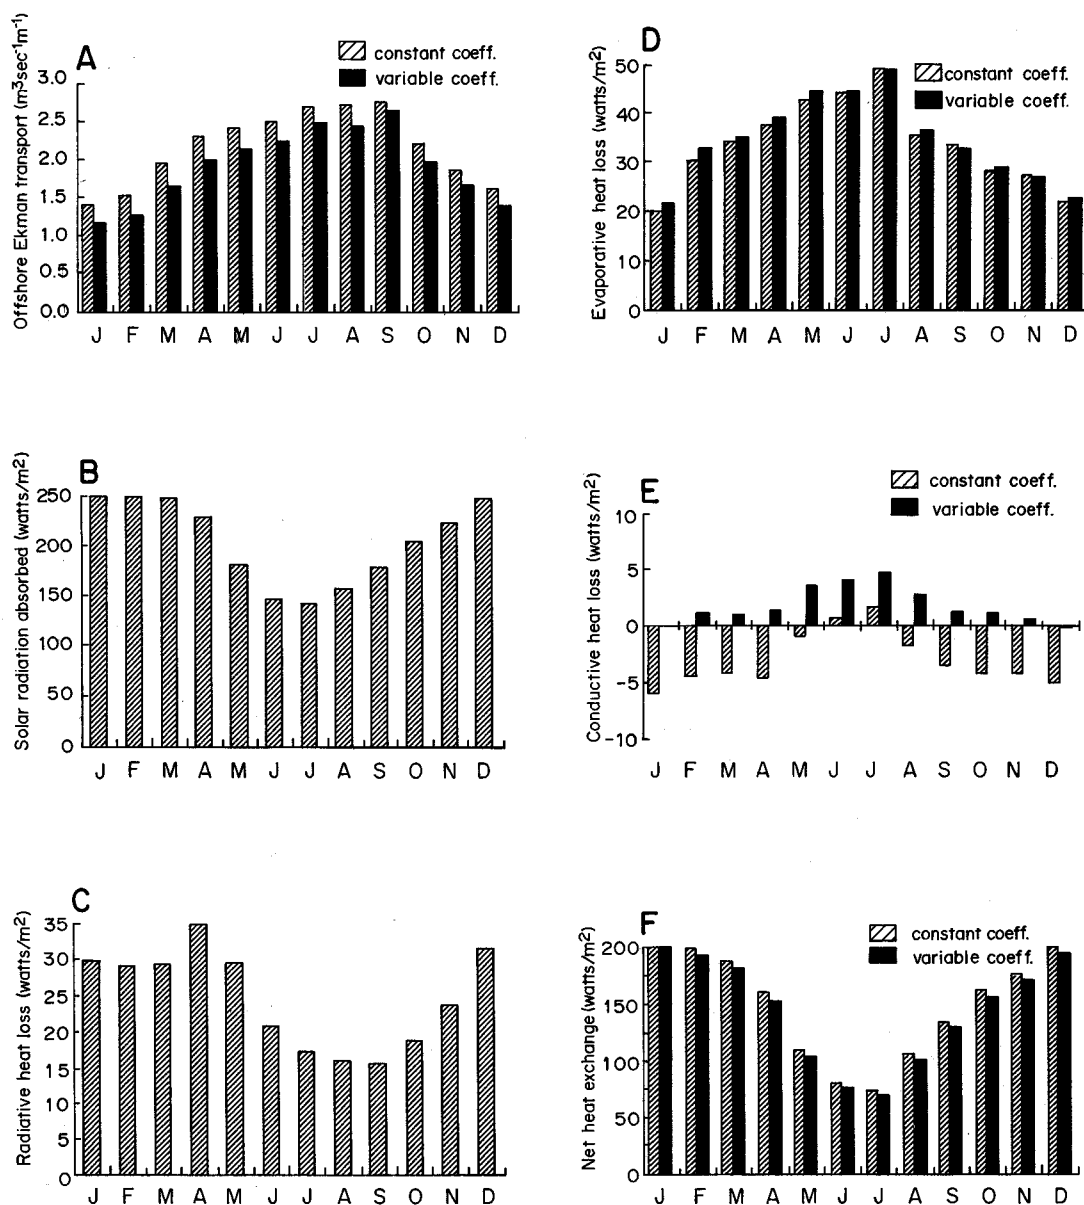 A
constant coeff.
variable coeff.
Offshore Ekman transport (m³sec⁻¹m⁻¹)
3.0
2.5
2.0
1.5
1.0
0.5
0.0
J F M A M J J A S O N D
D
constant coeff.
variable coeff.
Evaporative heat loss (watts/m²)
50
40
30
20
10
0
J F M A M J J A S O N D
B
Solar radiation absorbed (watts/m²)
250
200
150
100
50
0
J F M A M J J A S O N D
E
constant coeff.
variable coeff.
Conductive heat loss (watts/m²)
10
5
0
-5
-10
J F M A M J J A S O N D
C
Radiative heat loss (watts/m²)
35
30
25
20
15
10
5
0
J F M A M J J A S O N D
F
constant coeff.
variable coeff.
Net heat exchange (watts/m²)
200
150
100
50
0
J F M A M J J A S O N D